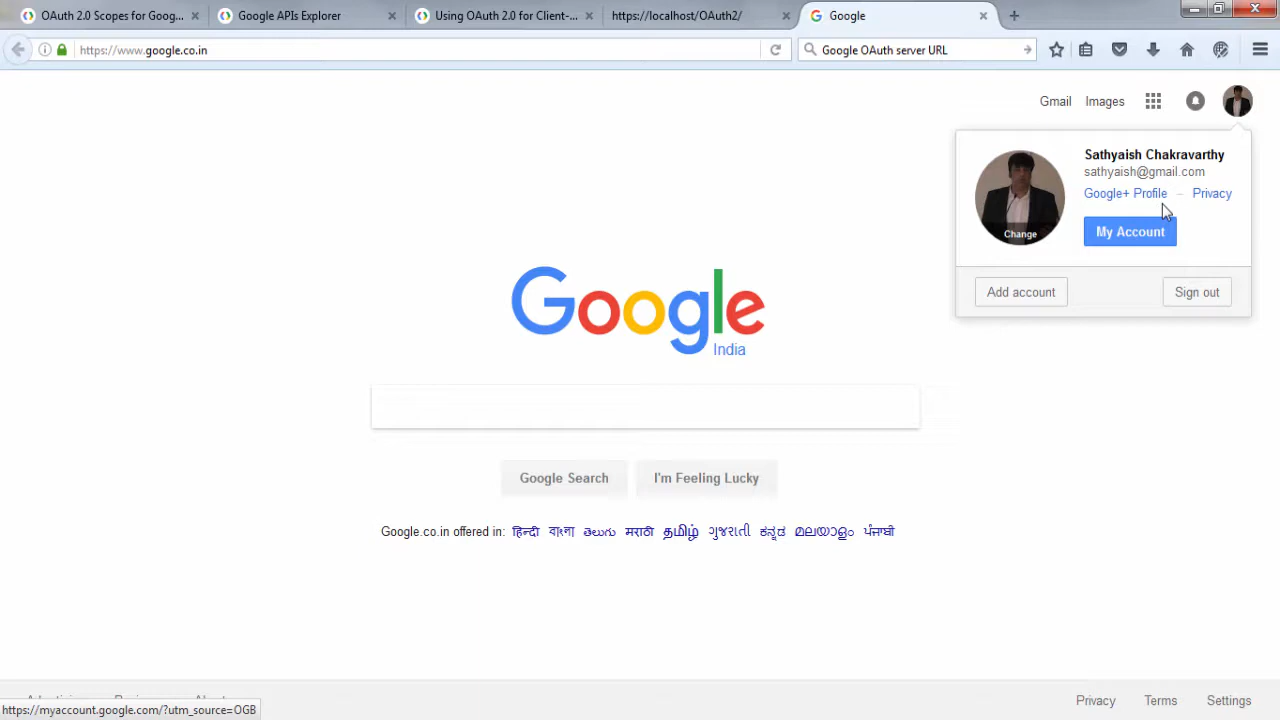 OAuth 2.0 Scopes for Goog...
Google APIs Explorer
Using OAuth 2.0 for Client-...
https://localhost/OAuth2/
Google
https://www.google.co.in
Google OAuth server URL
Gmail Images
Sathyaish Chakravarthy
sathyaish@gmail.com
Google+ Profile – Privacy
Change
My Account
Add account
Sign out
Google
India
Google Search
I'm Feeling Lucky
Google.co.in offered in: हिन्दी বাংলা తెలుగు मराठी தமிழ் ગુજરાતી ಕನ್ನಡ മലയാളം ਪੰਜਾਬੀ
Privacy Terms Settings
https://myaccount.google.com/?utm_source=OGB